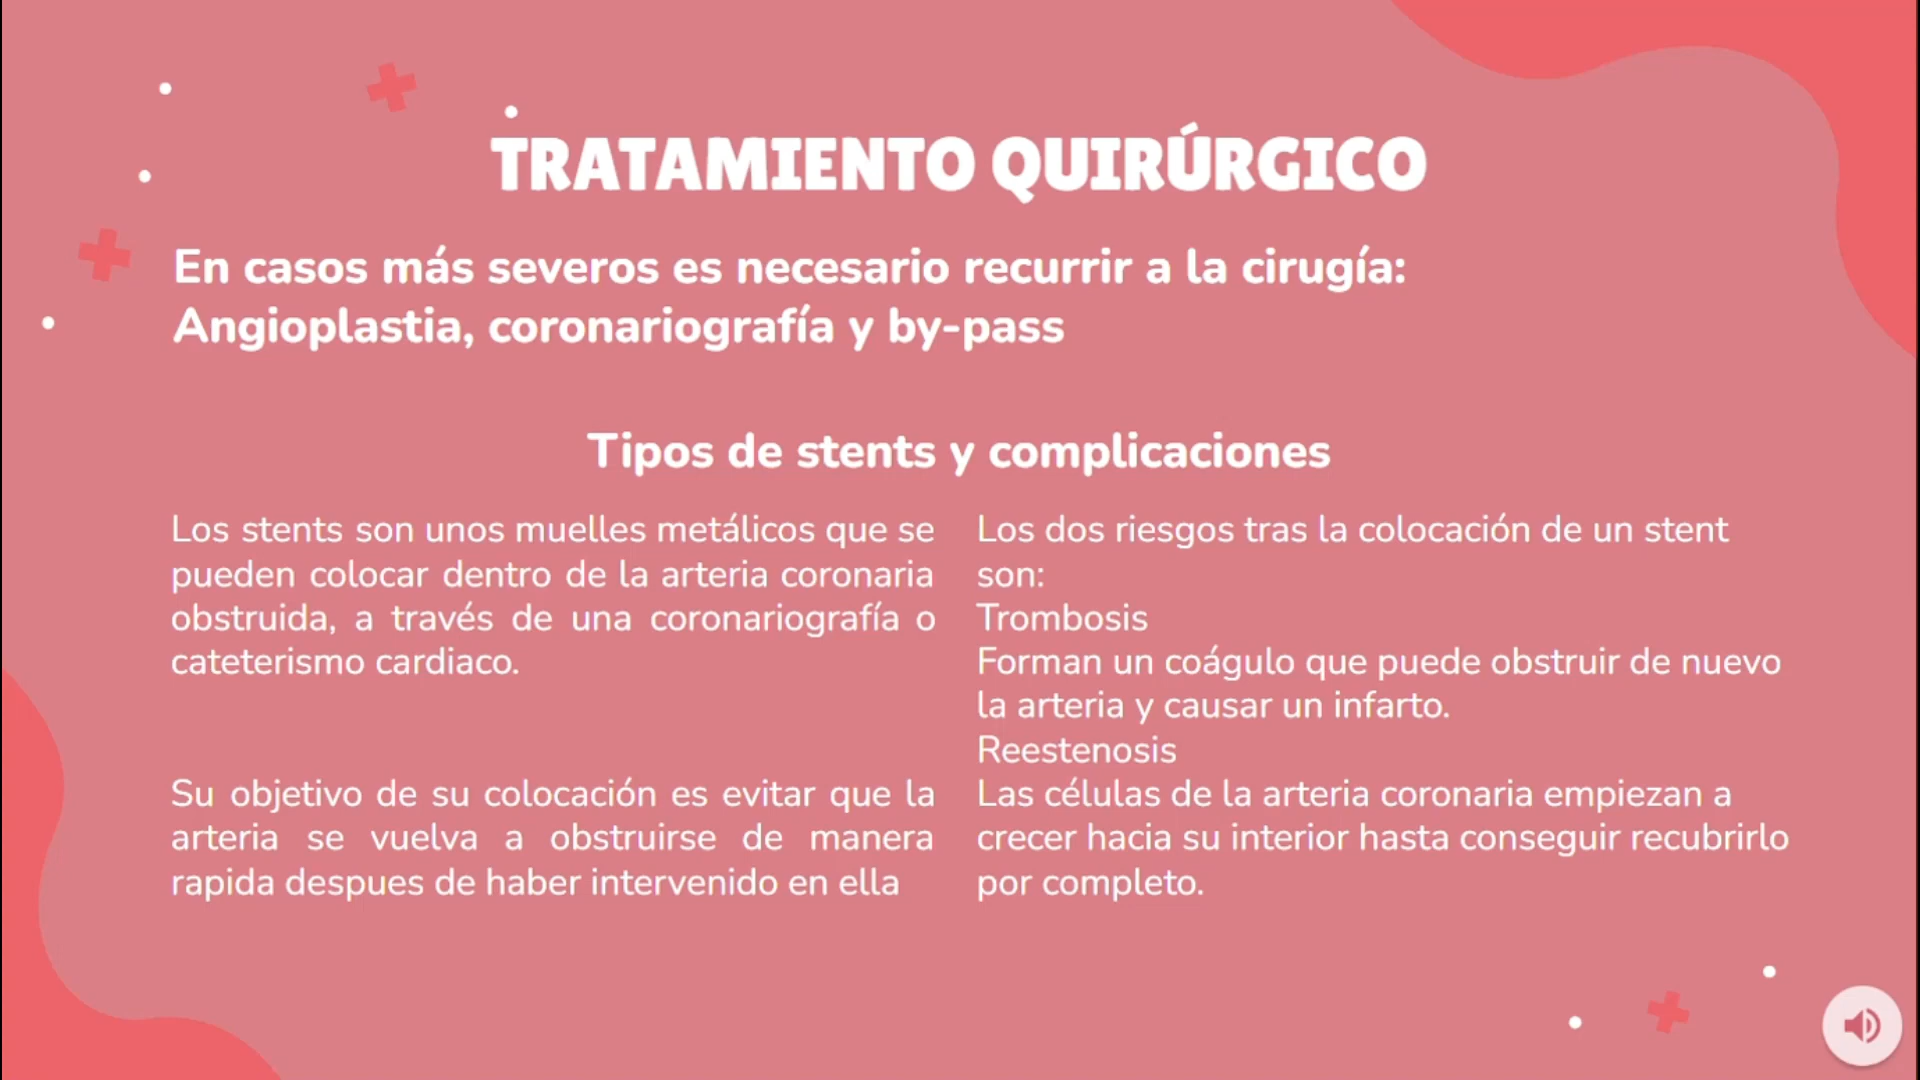 TRATAMIENTO QUIRÚRGICO
En casos más severos es necesario recurrir a la cirugía:
Angioplastia, coronariografía y by-pass
Tipos de stents y complicaciones
Los stents son unos muelles metálicos que se
pueden colocar dentro de la arteria coronaria
obstruida, a través de una coronariografía o
cateterismo cardiaco.
Su objetivo de su colocación es evitar que la
arteria se vuelva a obstruirse de manera
rapida despues de haber intervenido en ella
Los dos riesgos tras la colocación de un stent
son:
Trombosis
Forman un coágulo que puede obstruir de nuevo
la arteria y causar un infarto.
Reestenosis
Las células de la arteria coronaria empiezan a
crecer hacia su interior hasta conseguir recubrirlo
por completo.